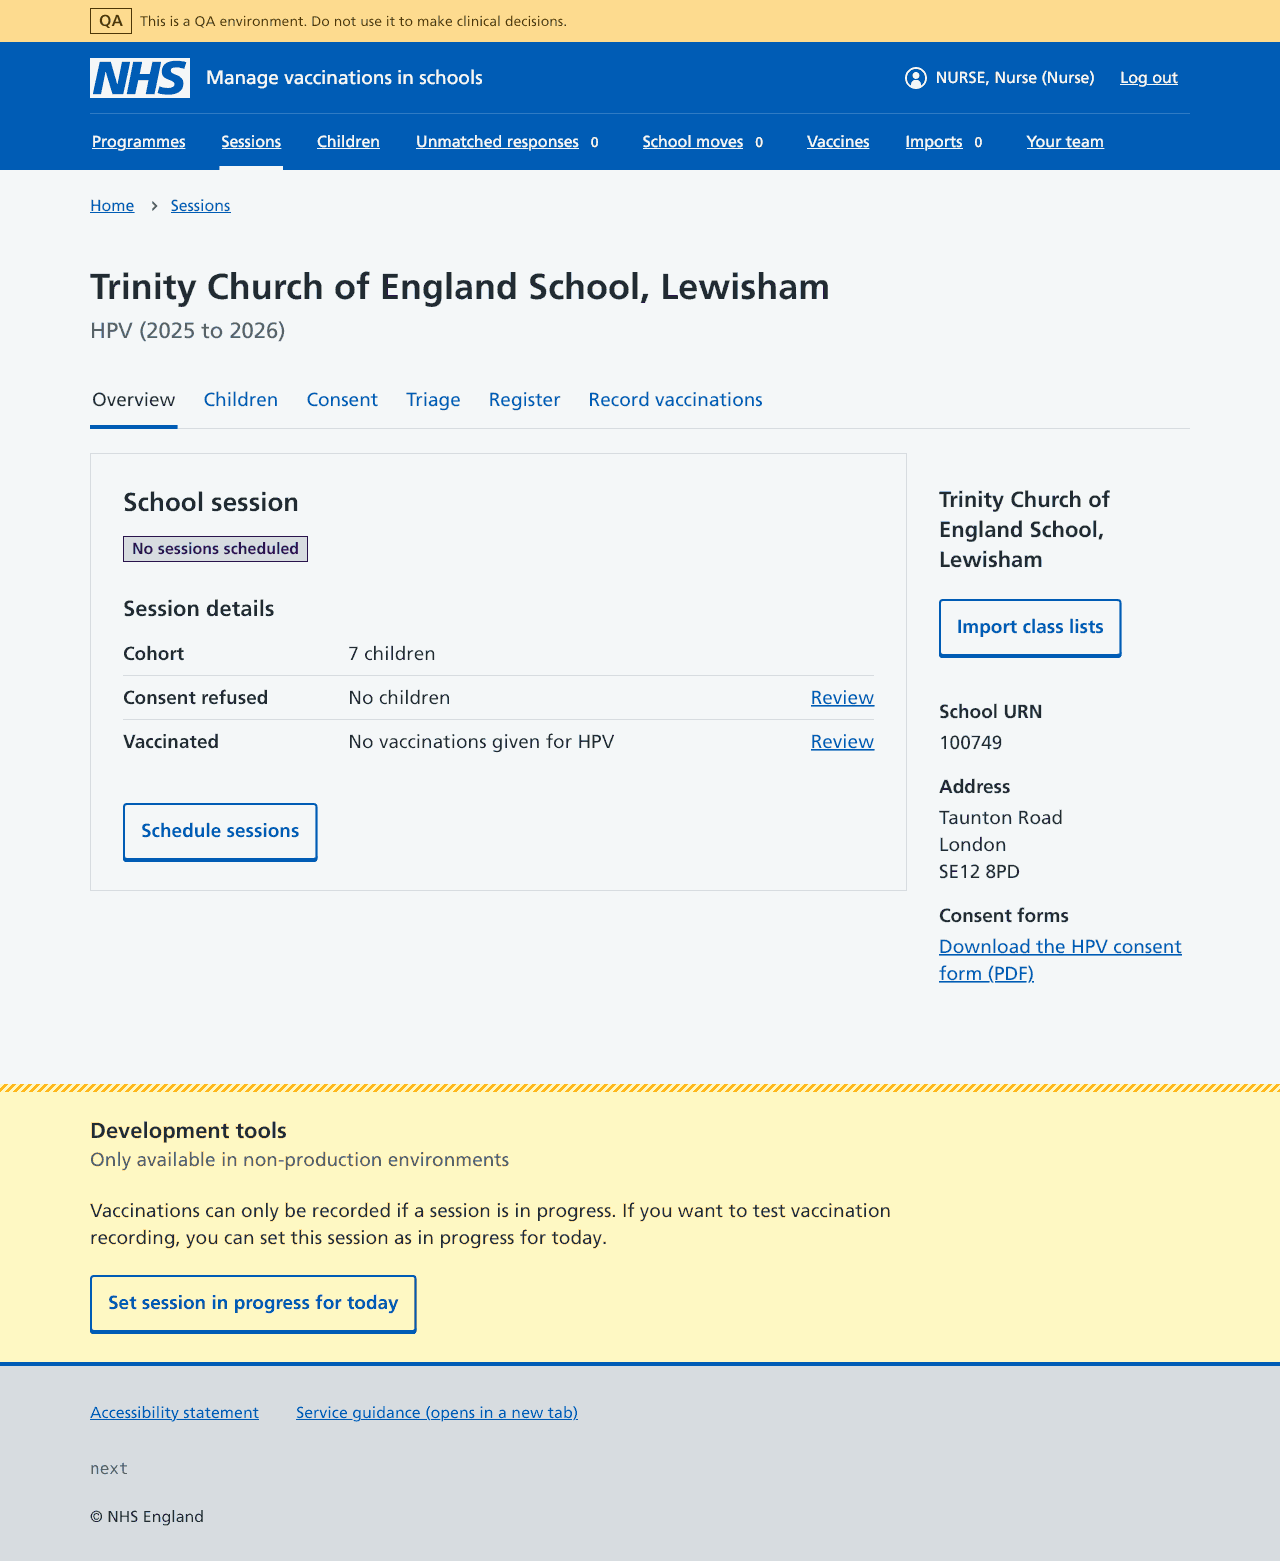 QA This is a QA environment. Do not use it to make clinical decisions.
NHS Manage vaccinations in schools NURSE, Nurse (Nurse) Log out
Programmes Sessions Children Unmatched responses 0 School moves 0 Vaccines Imports 0 Your team
Home Sessions
Trinity Church of England School, Lewisham
HPV (2025 to 2026)
Overview Children Consent Triage Register Record vaccinations
School session
No sessions scheduled
Session details
Cohort 7 children
Consent refused No children Review
Vaccinated No vaccinations given for HPV Review
Schedule sessions
Trinity Church of
England School,
Lewisham
Import class lists
School URN
100749
Address
Taunton Road
London
SE12 8PD
Consent forms
Download the HPV consent
form (PDF)
Development tools
Only available in non-production environments
Vaccinations can only be recorded if a session is in progress. If you want to test vaccination
recording, you can set this session as in progress for today.
Set session in progress for today
Accessibility statement Service guidance (opens in a new tab)
next
© NHS England